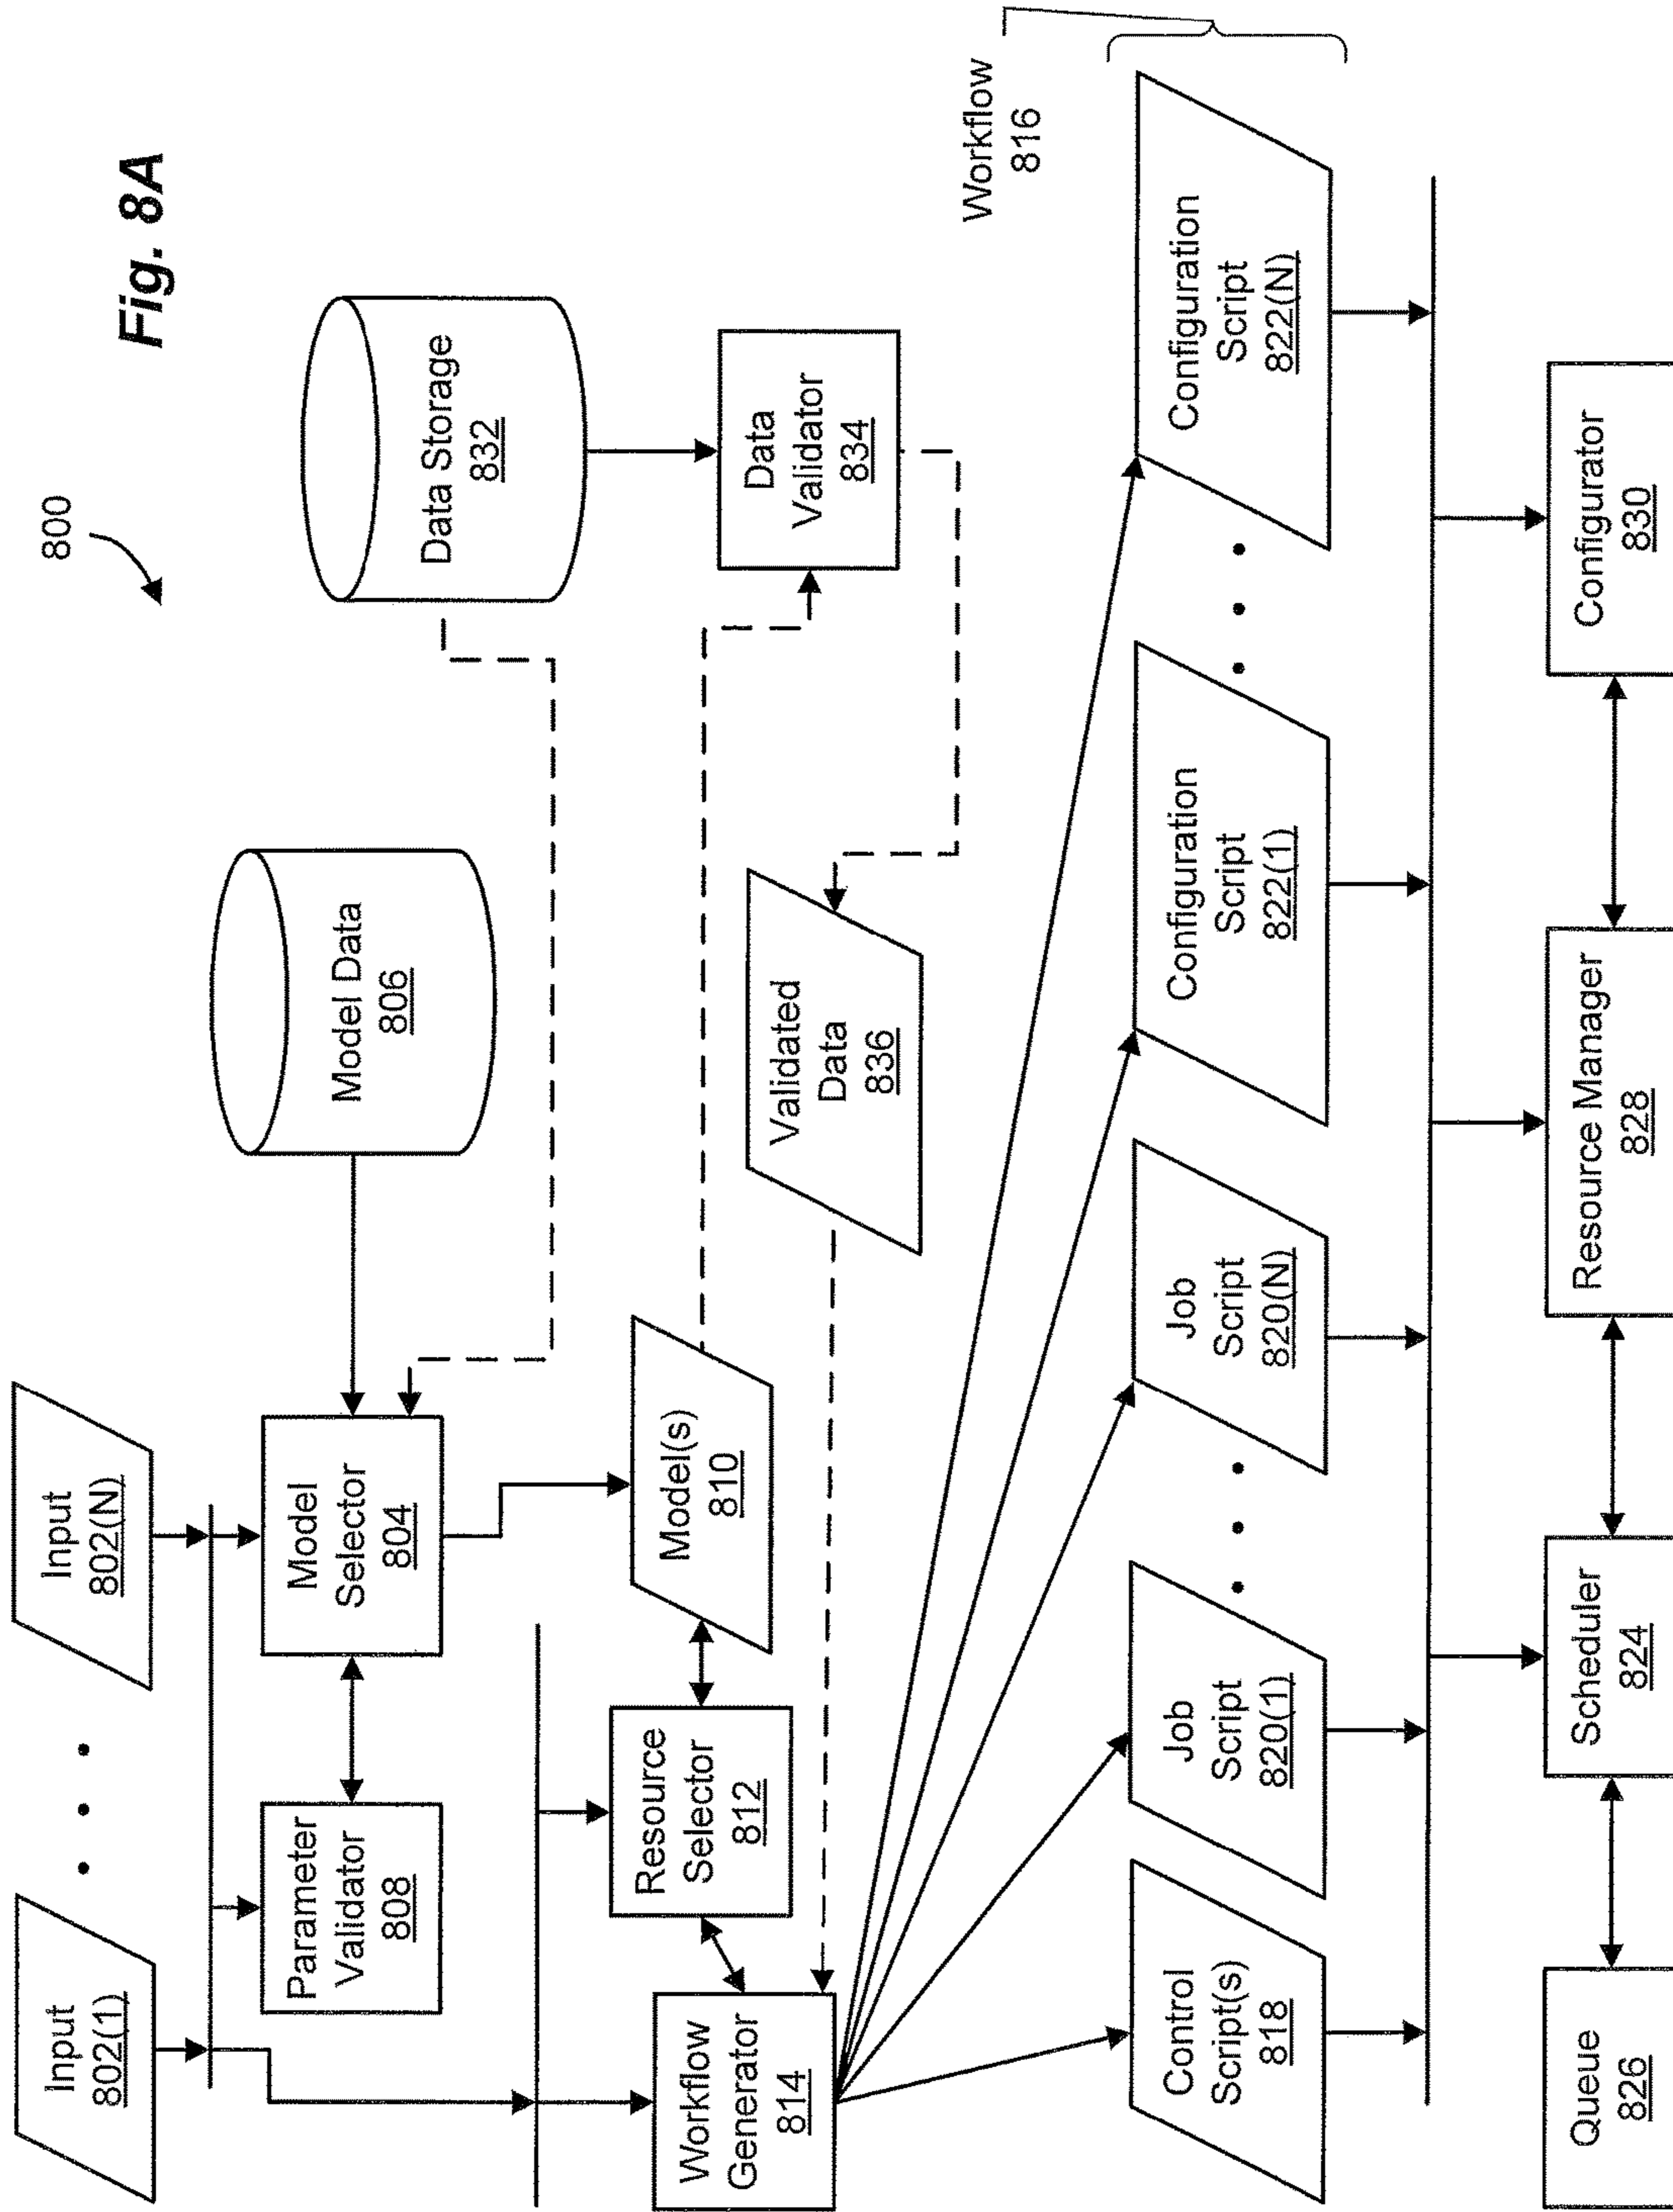 Fig. 8A
800
Input
802(1)
Input
802(N)
Parameter
Validator
808
Model
Selector
804
Model Data
806
Data Storage
832
Workflow
Generator
814
Resource
Selector
812
Model(s)
810
Validated
Data
836
Data
Validator
834
Workflow
816
Control
Script(s)
818
Job
Script
820(1)
Job
Script
820(N)
Configuration
Script
822(1)
Configuration
Script
822(N)
Queue
826
Scheduler
824
Resource Manager
828
Configurator
830